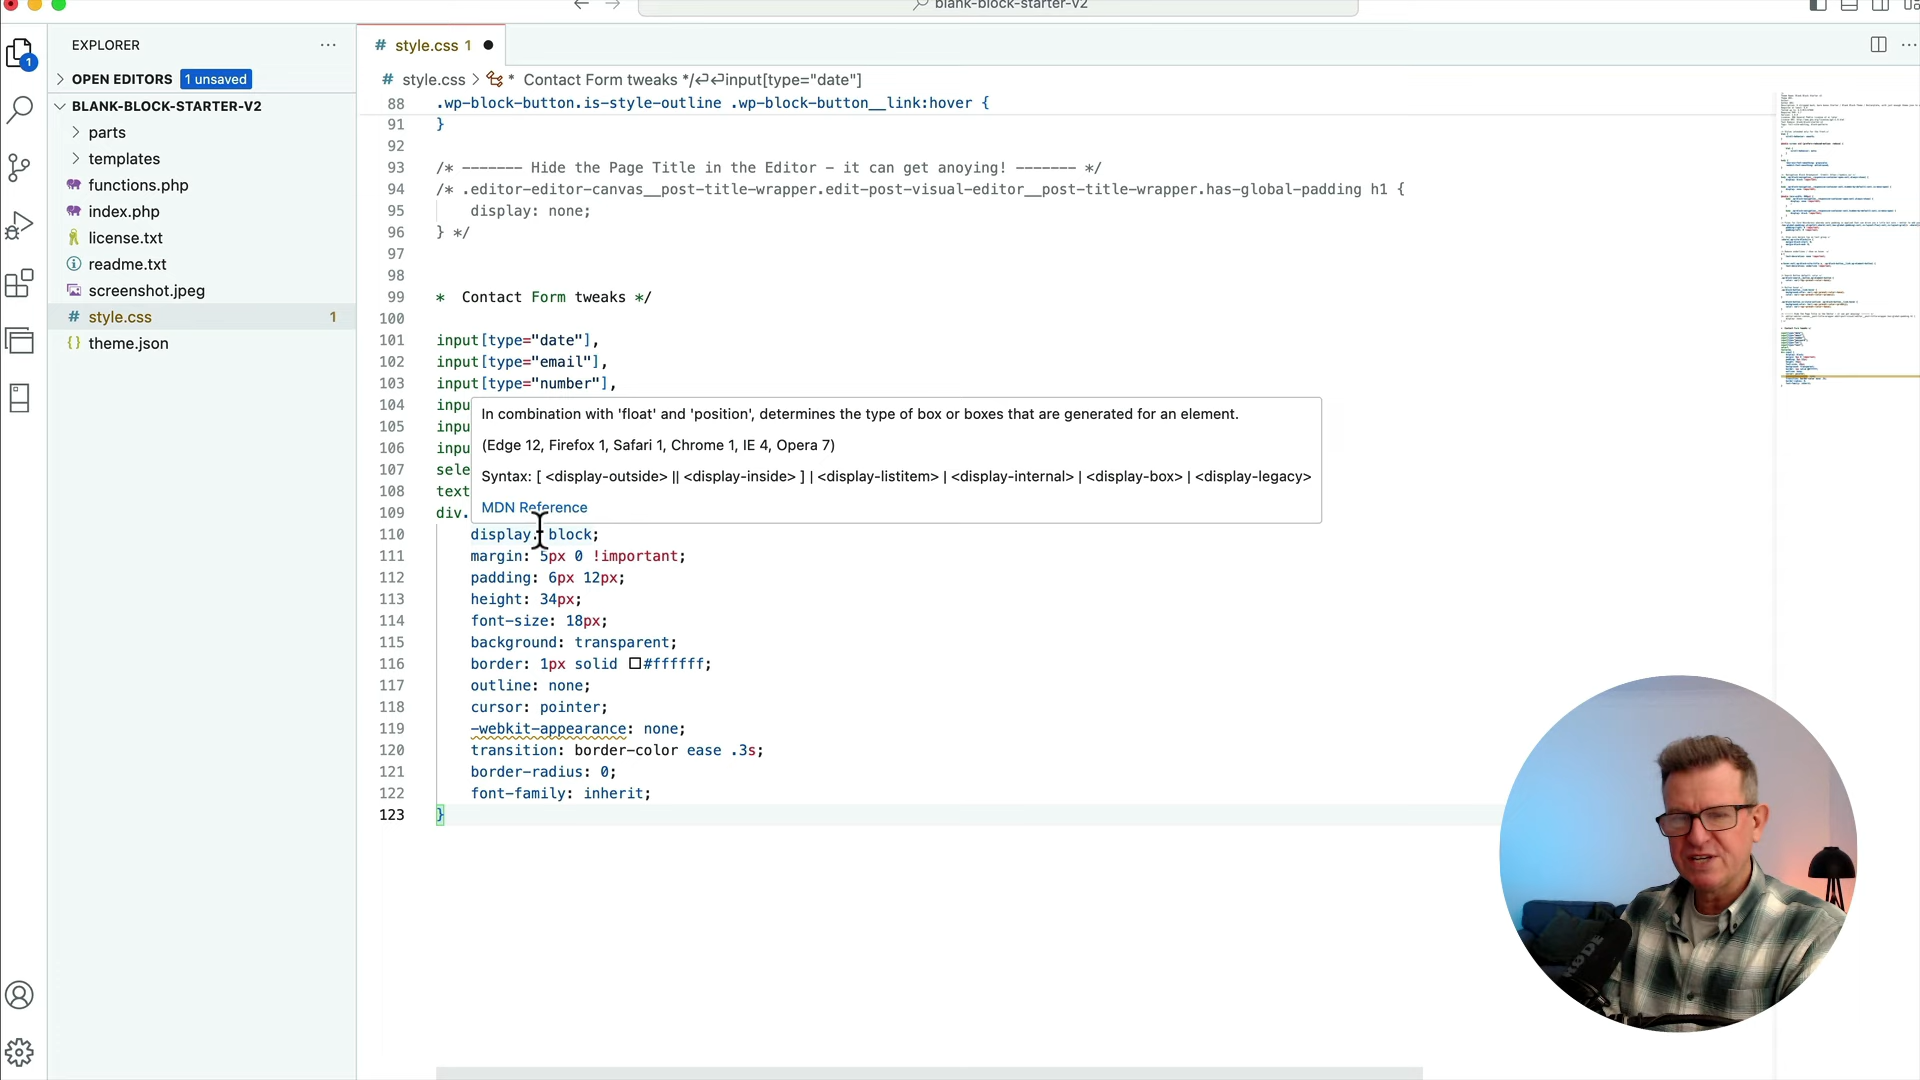 blank-block-starter-v2
EXPLORER
style.css 1
OPEN EDITORS 1 unsaved
style.css > * Contact Form tweaks */input[type="date"]
BLANK-BLOCK-STARTER-V2
parts
templates
functions.php
index.php
license.txt
readme.txt
screenshot.jpeg
style.css 1
theme.json
1
88 .wp-block-button.is-style-outline .wp-block-button__link:hover {
91 }
92
93 /* ------- Hide the Page Title in the Editor - it can get anoying! ------- */
94 /* .editor-editor-canvas__post-title-wrapper.edit-post-visual-editor__post-title-wrapper.has-global-padding h1 {
95 display: none;
96 } */
97
98
99 * Contact Form tweaks */
100
101 input[type="date"],
102 input[type="email"],
103 input[type="number"],
104 inpu
105 inpu
106 inpu
107 sele
108 text
109 div.
In combination with 'float' and 'position', determines the type of box or boxes that are generated for an element.
(Edge 12, Firefox 1, Safari 1, Chrome 1, IE 4, Opera 7)
Syntax: [ <display-outside> || <display-inside> ] | <display-listitem> | <display-internal> | <display-box> | <display-legacy>
MDN Reference
110 display: block;
111 margin: 5px 0 !important;
112 padding: 6px 12px;
113 height: 34px;
114 font-size: 18px;
115 background: transparent;
116 border: 1px solid #ffffff;
117 outline: none;
118 cursor: pointer;
119 -webkit-appearance: none;
120 transition: border-color ease .3s;
121 border-radius: 0;
122 font-family: inherit;
123 }
RØDE